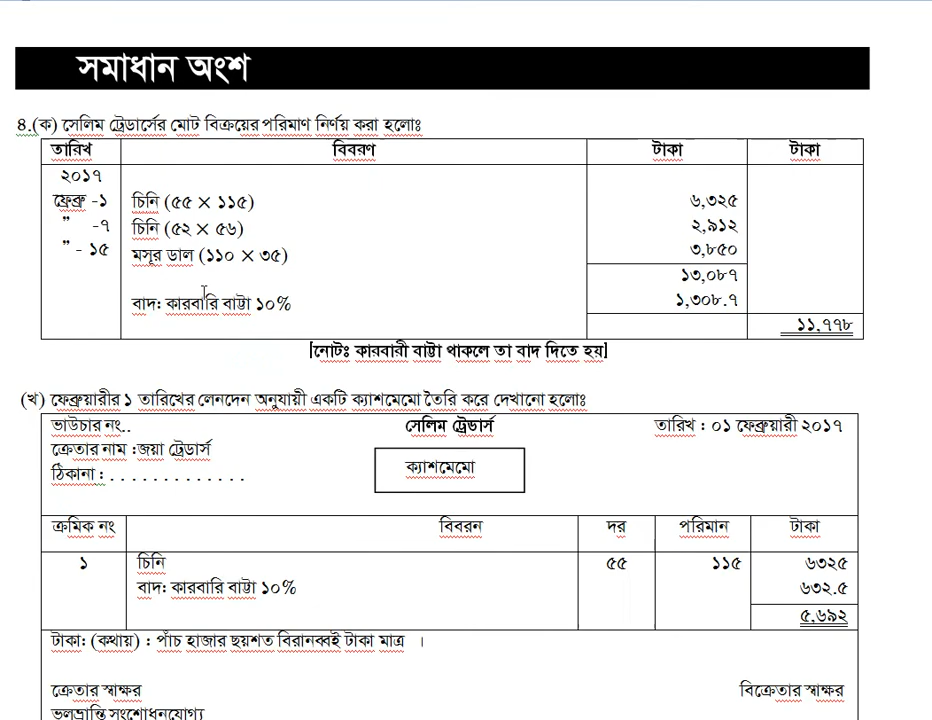 সমাধান অংশ
৪.(ক) সেলিম ট্রেডার্সের মোট বিক্রয়ের পরিমাণ নির্ণয় করা হলোঃ
তারিখ বিবরণ টাকা টাকা
২০১৭
ফেব্রু -১ চিনি (৫৫ × ১১৫) ৬,৩২৫
” -৭ চিনি (৫২ × ৫৬) ২,৯১২
” - ১৫ মসূর ডাল (১১০ × ৩৫) ৩,৮৫০
১৩,০৮৭
বাদ: কারবারি বাট্টা ১০% ১,৩০৮.৭
১১,৭৭৮
[নোটঃ কারবারী বাট্টা থাকলে তা বাদ দিতে হয়]
(খ) ফেব্রুয়ারীর ১ তারিখের লেনদেন অনুযায়ী একটি ক্যাশমেমো তৈরি করে দেখানো হলোঃ
ভাউচার নং.. সেলিম ট্রেডার্স তারিখ : ০১ ফেব্রুয়ারী ২০১৭
ক্রেতার নাম :জয়া ট্রেডার্স
ক্যাশমেমো
ঠিকানা : . . . . . . . . . . . . .
ক্রমিক নং বিবরন দর পরিমান টাকা
১ চিনি ৫৫ ১১৫ ৬৩২৫
বাদ: কারবারি বাট্টা ১০% ৬৩২.৫
৫,৬৯২
টাকা: (কথায়) : পাঁচ হাজার ছয়শত বিরানব্বই টাকা মাত্র ।
ক্রেতার স্বাক্ষর বিক্রেতার স্বাক্ষর
ভুলভ্রান্তি সংশোধনযোগ্য